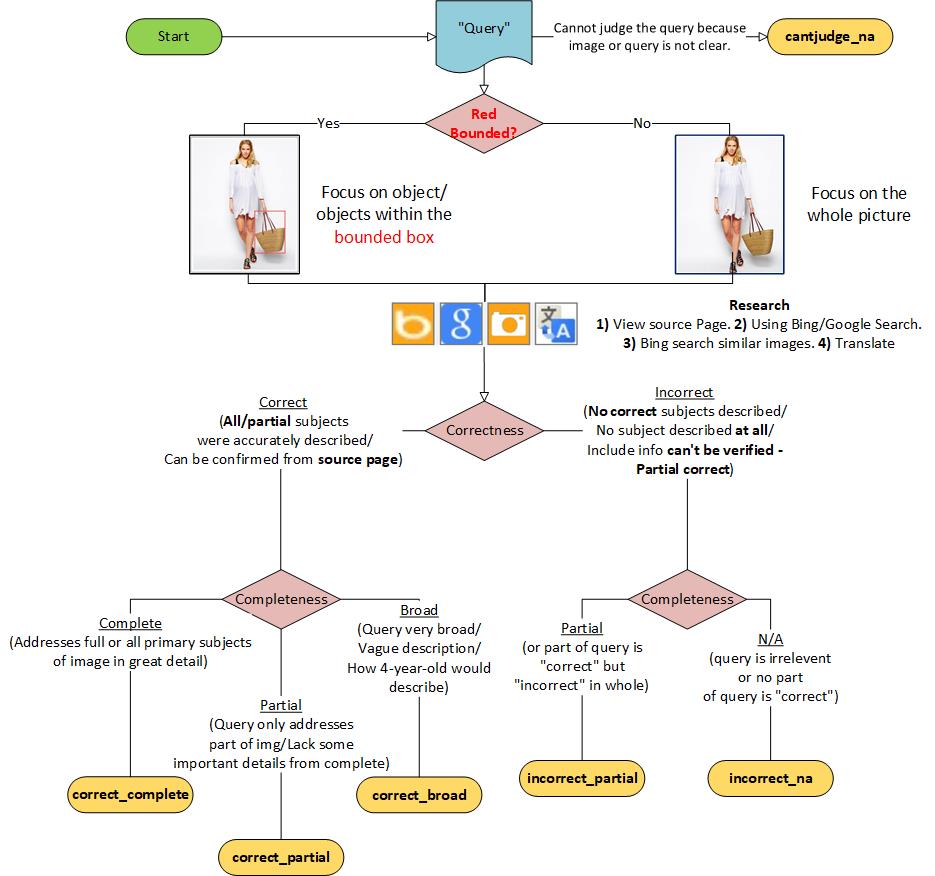 Start
"Query"
Cannot judge the query because
image or query is not clear.
cantjudge_na
Red
Bounded?
Yes
No
Focus on object/
objects within the
bounded box
Focus on the
whole picture
b
g
文
A
Research
1) View source Page. 2) Using Bing/Google Search.
3) Bing search similar images. 4) Translate
Correctness
Correct
(All/partial subjects
were accurately described/
Can be confirmed from source page)
Incorrect
(No correct subjects described/
No subject described at all/
Include info can't be verified -
Partial correct)
Completeness
Complete
(Addresses full or all primary subjects
of image in great detail)
Partial
(Query only addresses
part of img/Lack some
important details from complete)
Broad
(Query very broad/
Vague description/
How 4-year-old would
describe)
correct_complete
correct_partial
correct_broad
Completeness
Partial
(or part of query is
"correct" but
"incorrect" in whole)
N/A
(query is irrelevent
or no part
of query is "correct")
incorrect_partial
incorrect_na